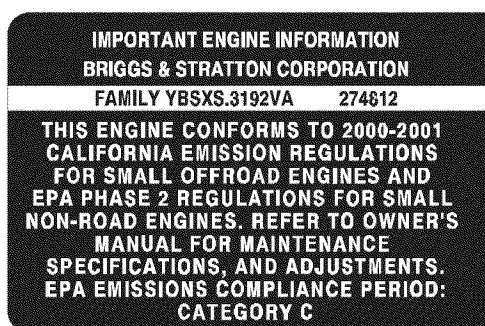 IMPORTANT ENGINE INFORMATION
BRIGGS & STRATTON CORPORATION
FAMILY YBSXS.3192VA 274812
THIS ENGINE CONFORMS TO 2000-2001
CALIFORNIA EMISSION REGULATIONS
FOR SMALL OFFROAD ENGINES AND
EPA PHASE 2 REGULATIONS FOR SMALL
NON-ROAD ENGINES. REFER TO OWNER'S
MANUAL FOR MAINTENANCE
SPECIFICATIONS, AND ADJUSTMENTS.
EPA EMISSIONS COMPLIANCE PERIOD:
CATEGORY C